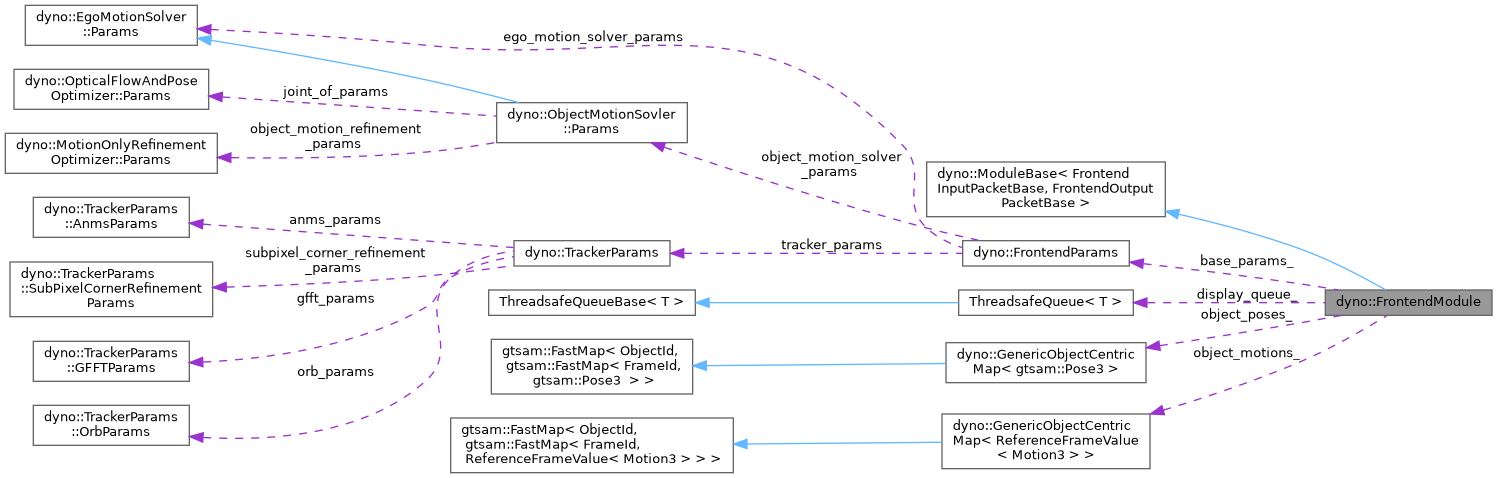 dyno::EgoMotionSolver
::Params
ego_motion_solver_params
dyno::OpticalFlowAndPose
Optimizer::Params
joint_of_params
dyno::ObjectMotionSovler
::Params
object_motion_refinement
_params
dyno::MotionOnlyRefinement
Optimizer::Params
object_motion_solver
_params
dyno::ModuleBase< Frontend
InputPacketBase, FrontendOutput
PacketBase >
dyno::TrackerParams
::AnmsParams
anms_params
subpixel_corner_refinement
_params
dyno::TrackerParams
tracker_params
dyno::FrontendParams
base_params_
dyno::TrackerParams
::SubPixelCornerRefinement
Params
gfft_params
ThreadsafeQueueBase< T >
ThreadsafeQueue< T >
display_queue_
dyno::FrontendModule
object_poses_
dyno::TrackerParams
::GFFTParams
orb_params
gtsam::FastMap< ObjectId,
gtsam::FastMap< FrameId,
gtsam::Pose3 > >
dyno::GenericObjectCentric
Map< gtsam::Pose3 >
object_motions_
dyno::TrackerParams
::OrbParams
gtsam::FastMap< ObjectId,
gtsam::FastMap< FrameId,
ReferenceFrameValue< Motion3 > > >
dyno::GenericObjectCentric
Map< ReferenceFrameValue
< Motion3 > >